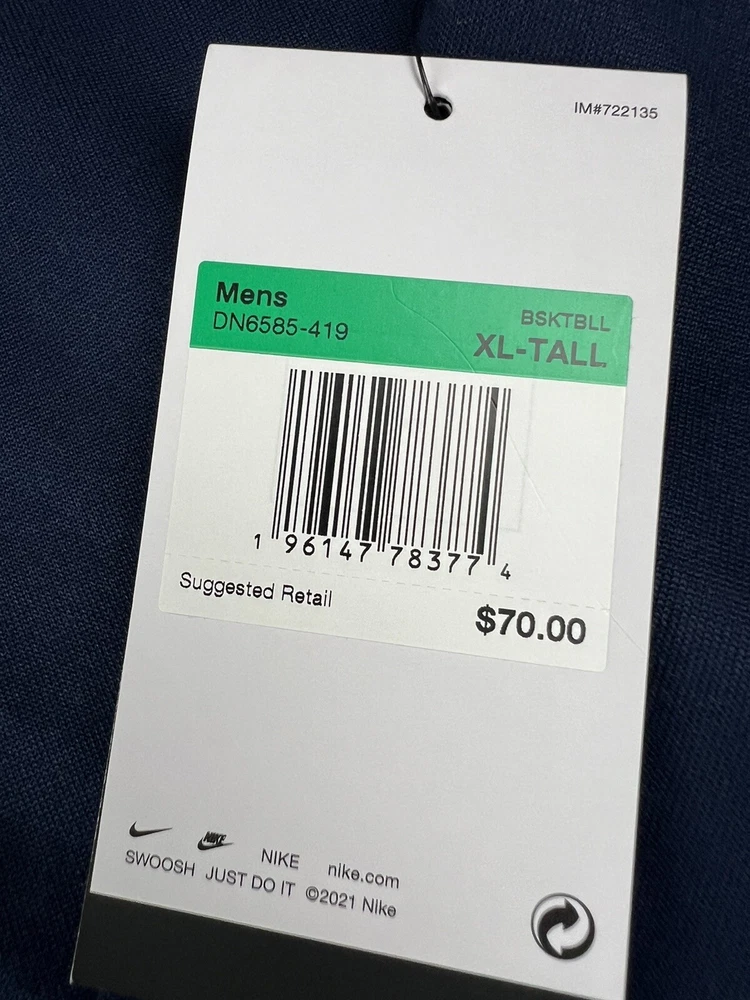 IM#722135
Mens
DN6585-419
BSKTBLL
XL-TALL
1 96147 78377 4
Suggested Retail
$70.00
NIKE NIKE nike.com
SWOOSH JUST DO IT ©2021 Nike